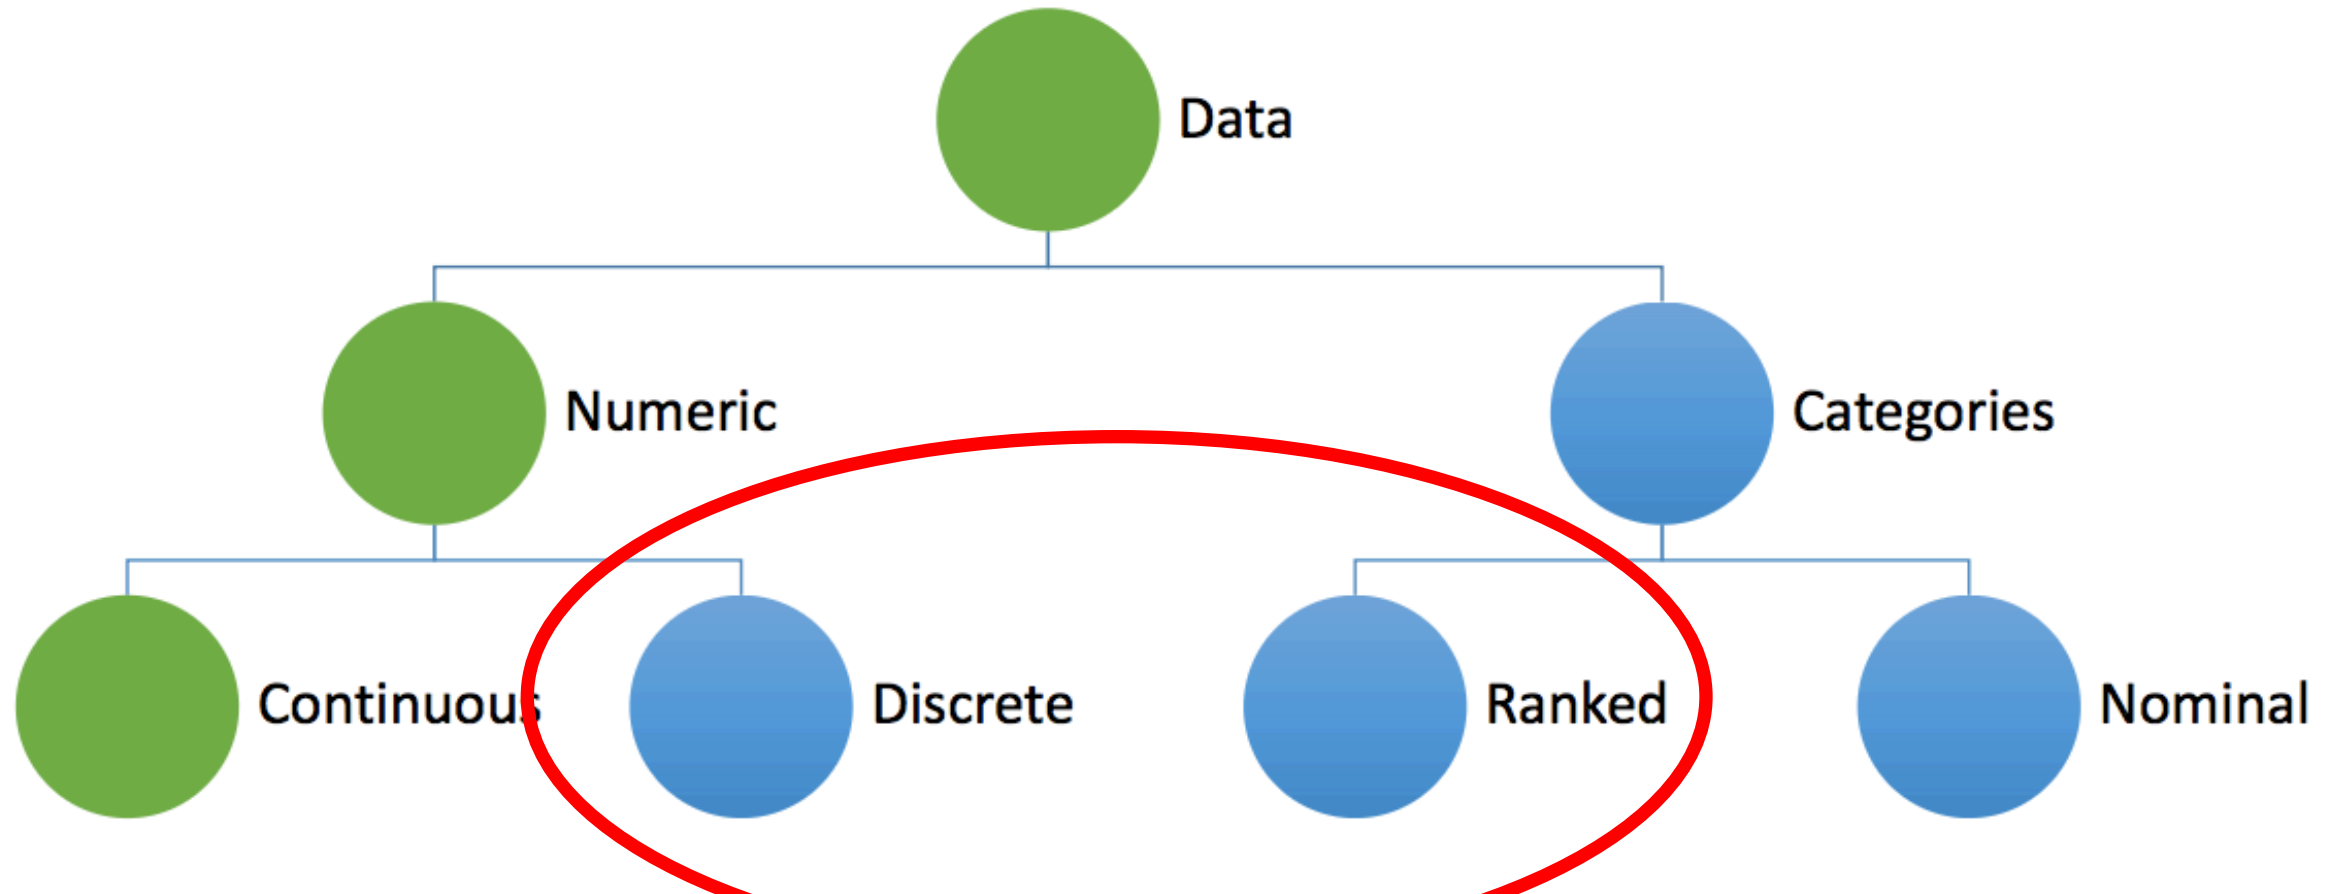 Data
Numeric
Categories
Continuous
Discrete
Ranked
Nominal